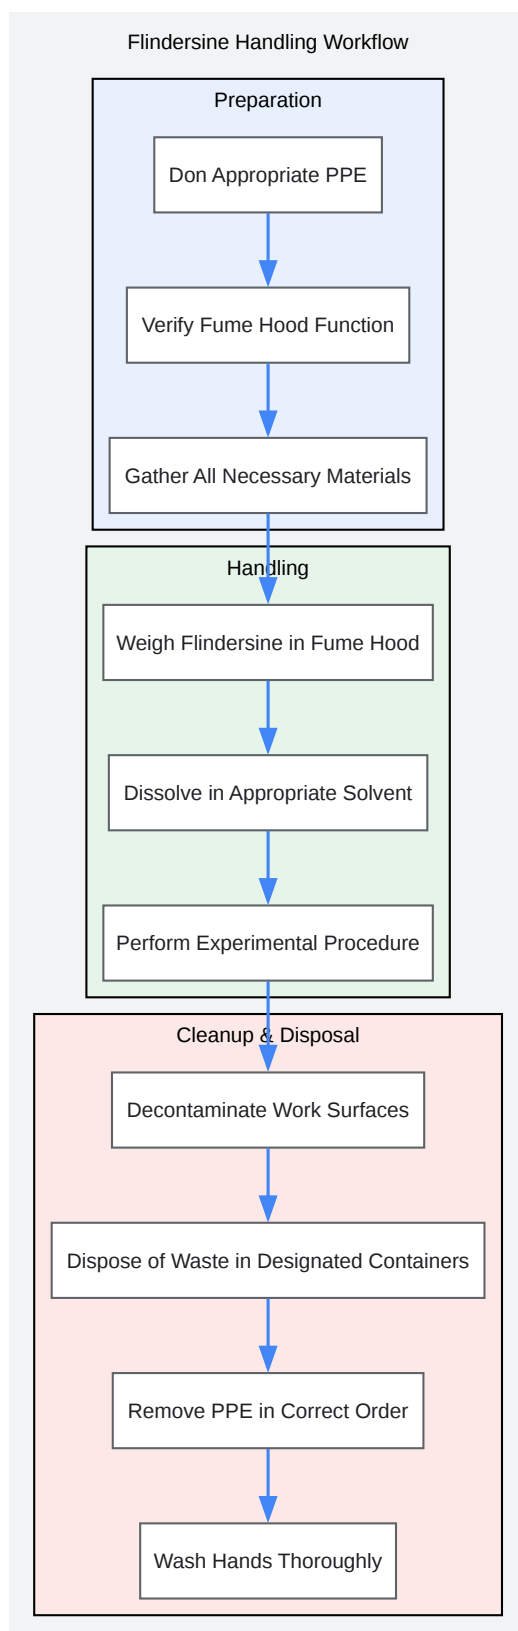 Flindersine Handling Workflow
Preparation
Don Appropriate PPE
Verify Fume Hood Function
Gather All Necessary Materials
Handling
Weigh Flindersine in Fume Hood
Dissolve in Appropriate Solvent
Perform Experimental Procedure
Cleanup & Disposal
Decontaminate Work Surfaces
Dispose of Waste in Designated Containers
Remove PPE in Correct Order
Wash Hands Thoroughly